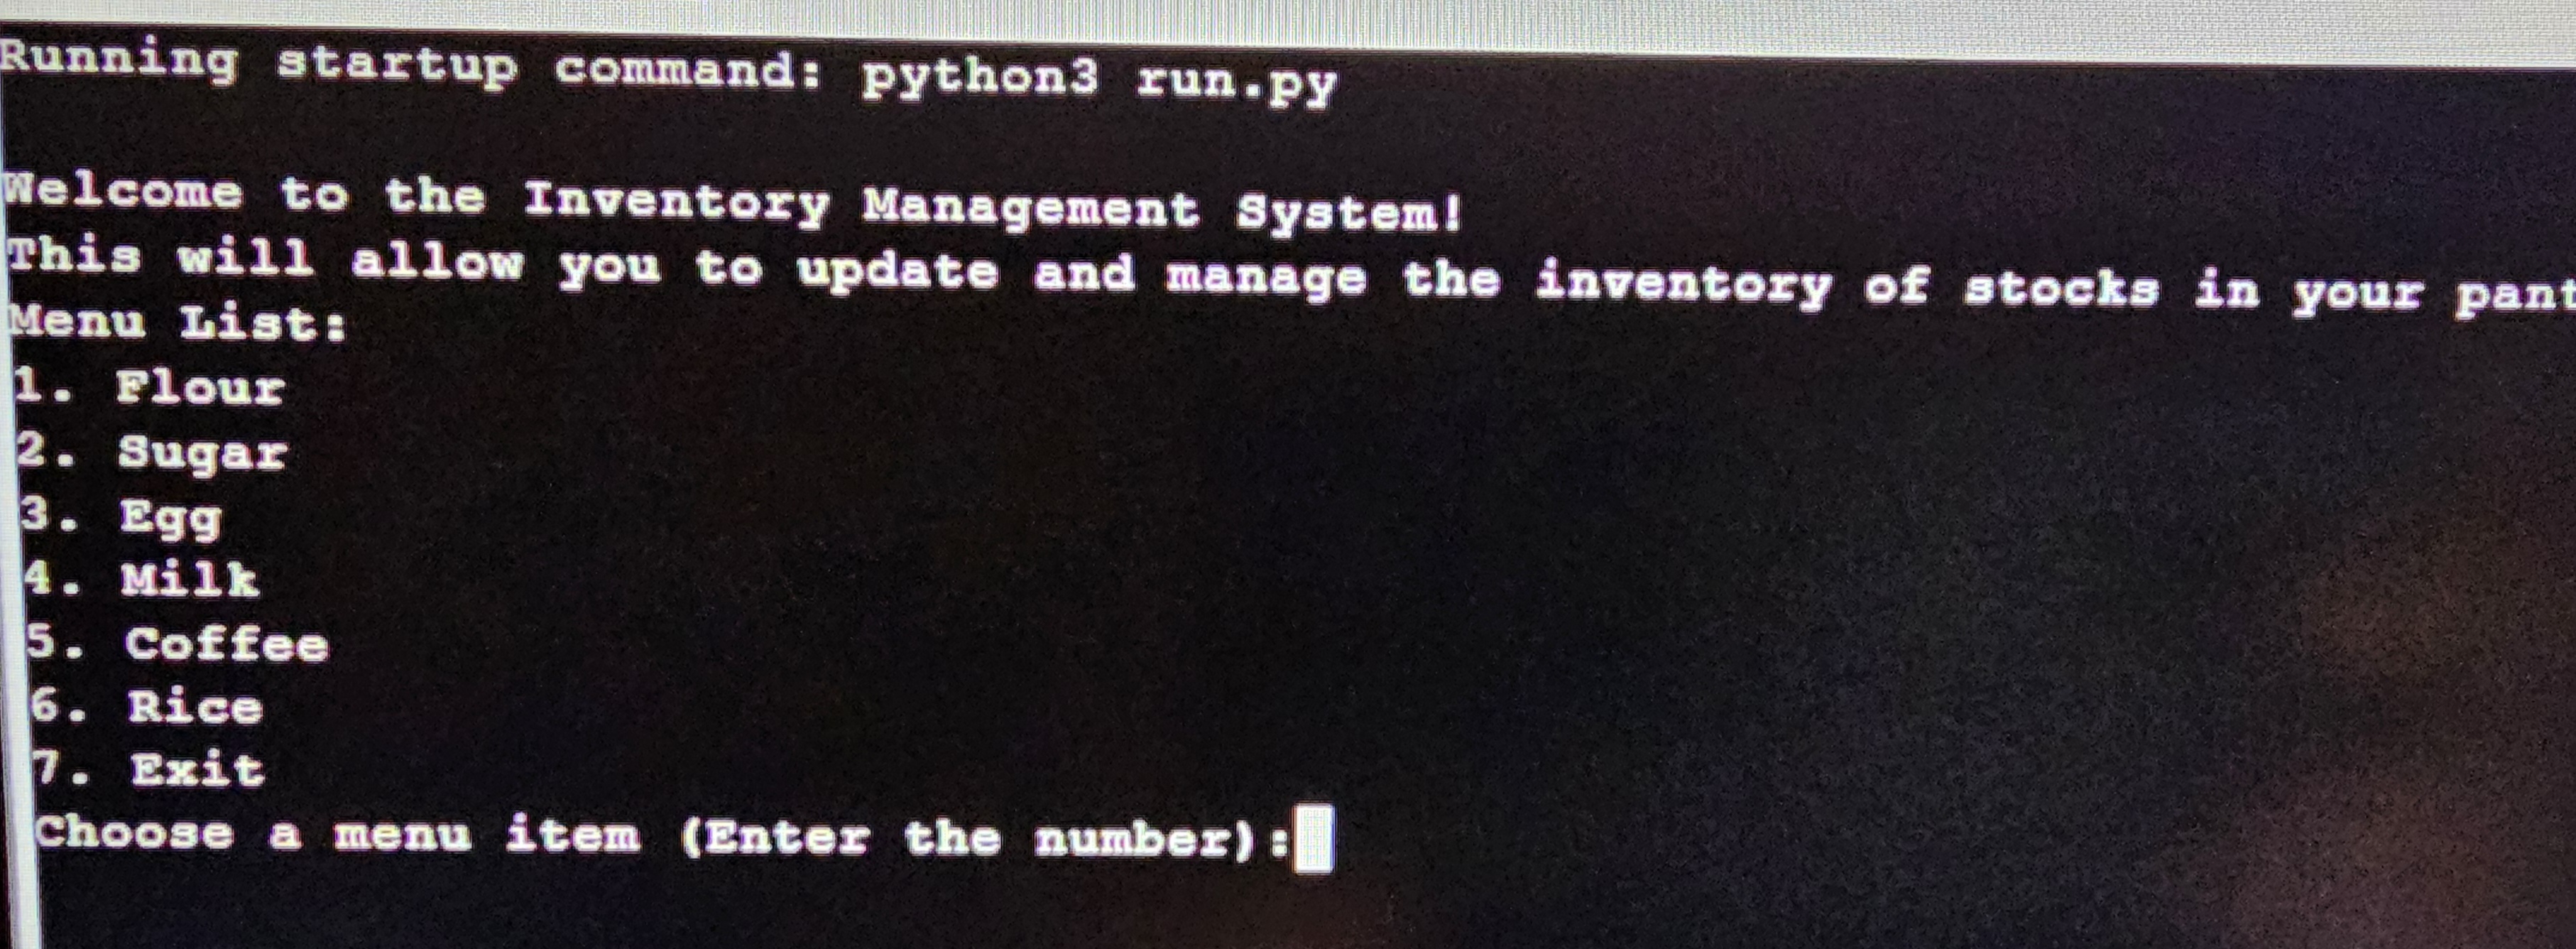 Running startup command: python3 run.py
Welcome to the Inventory Management System!
This will allow you to update and manage the inventory of stocks in your
Menu List:
1. Flour
2. Sugar
3. Egg
4. Milk
5. Coffee
6. Rice
7. Exit
Choose a menu item (Enter the number):